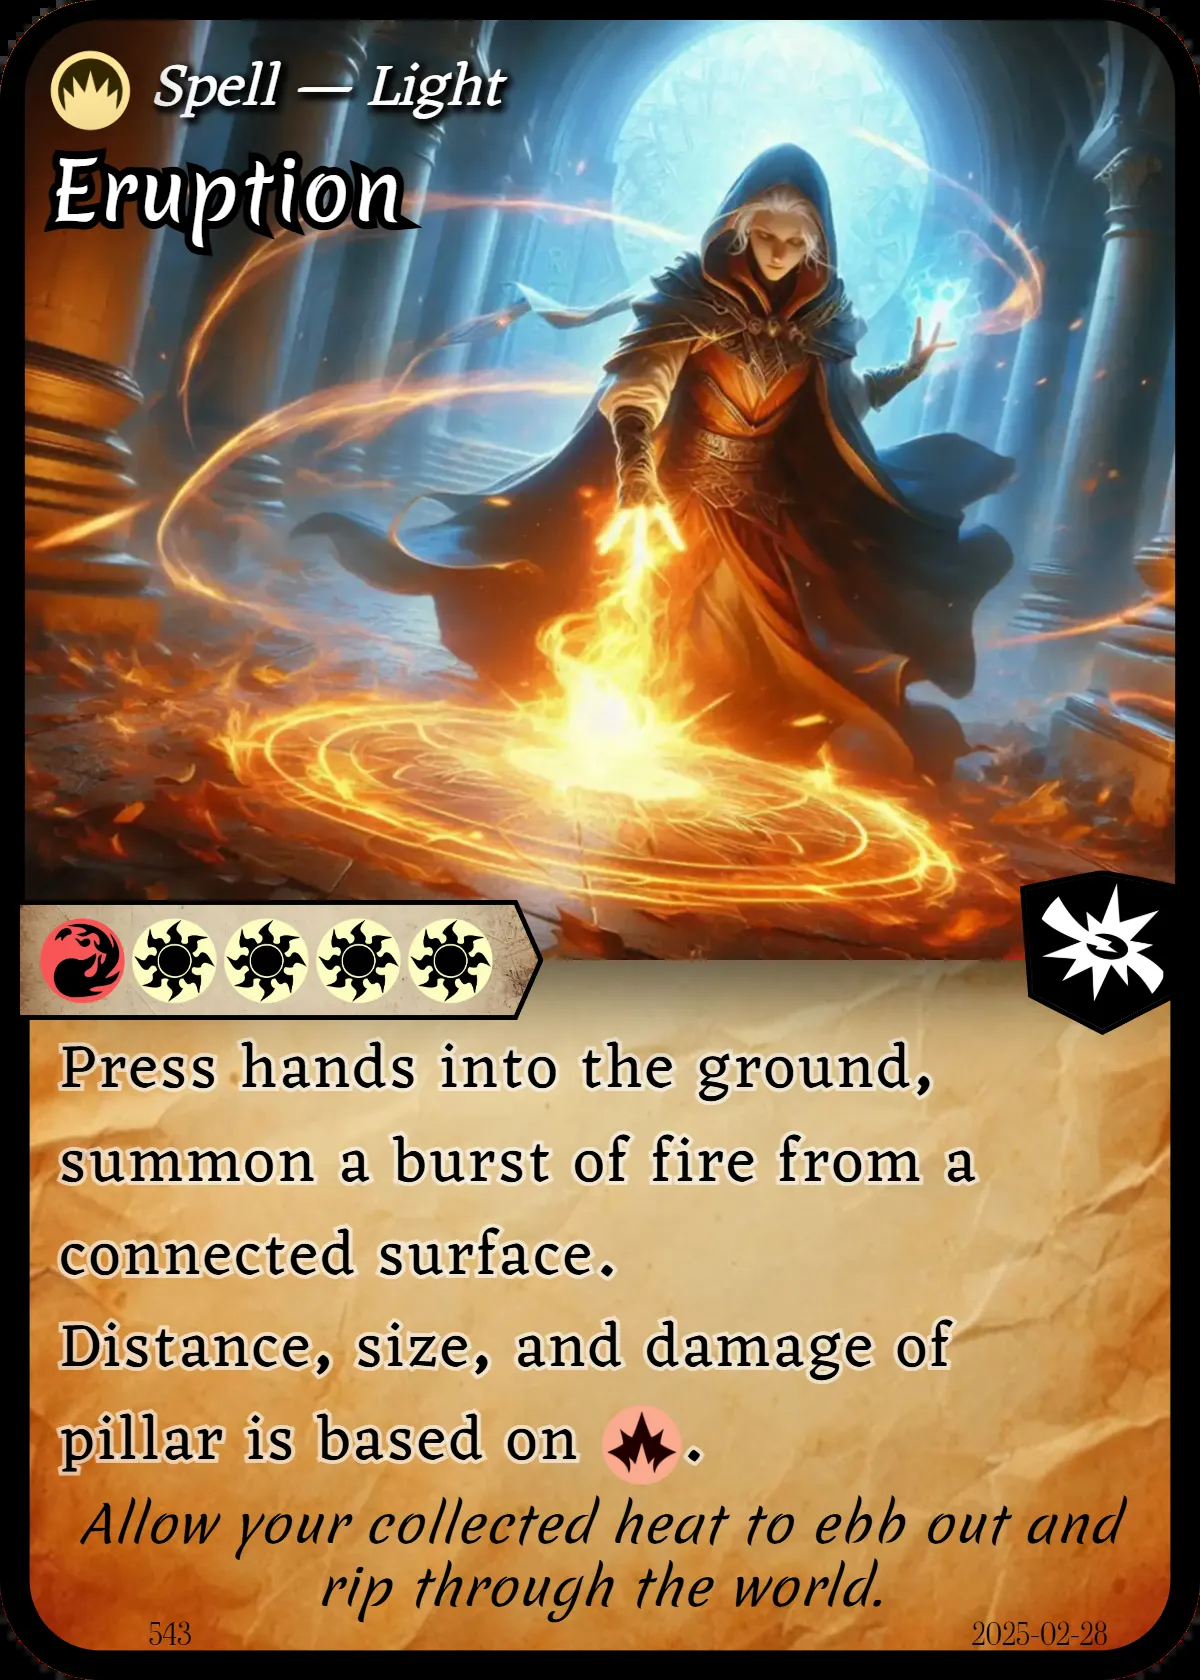 Spell — Light
Eruption
Press hands into the ground,
summon a burst of fire from a
connected surface.
Distance, size, and damage of
pillar is based on .
Allow your collected heat to ebb out and
rip through the world.
543
2025-02-28